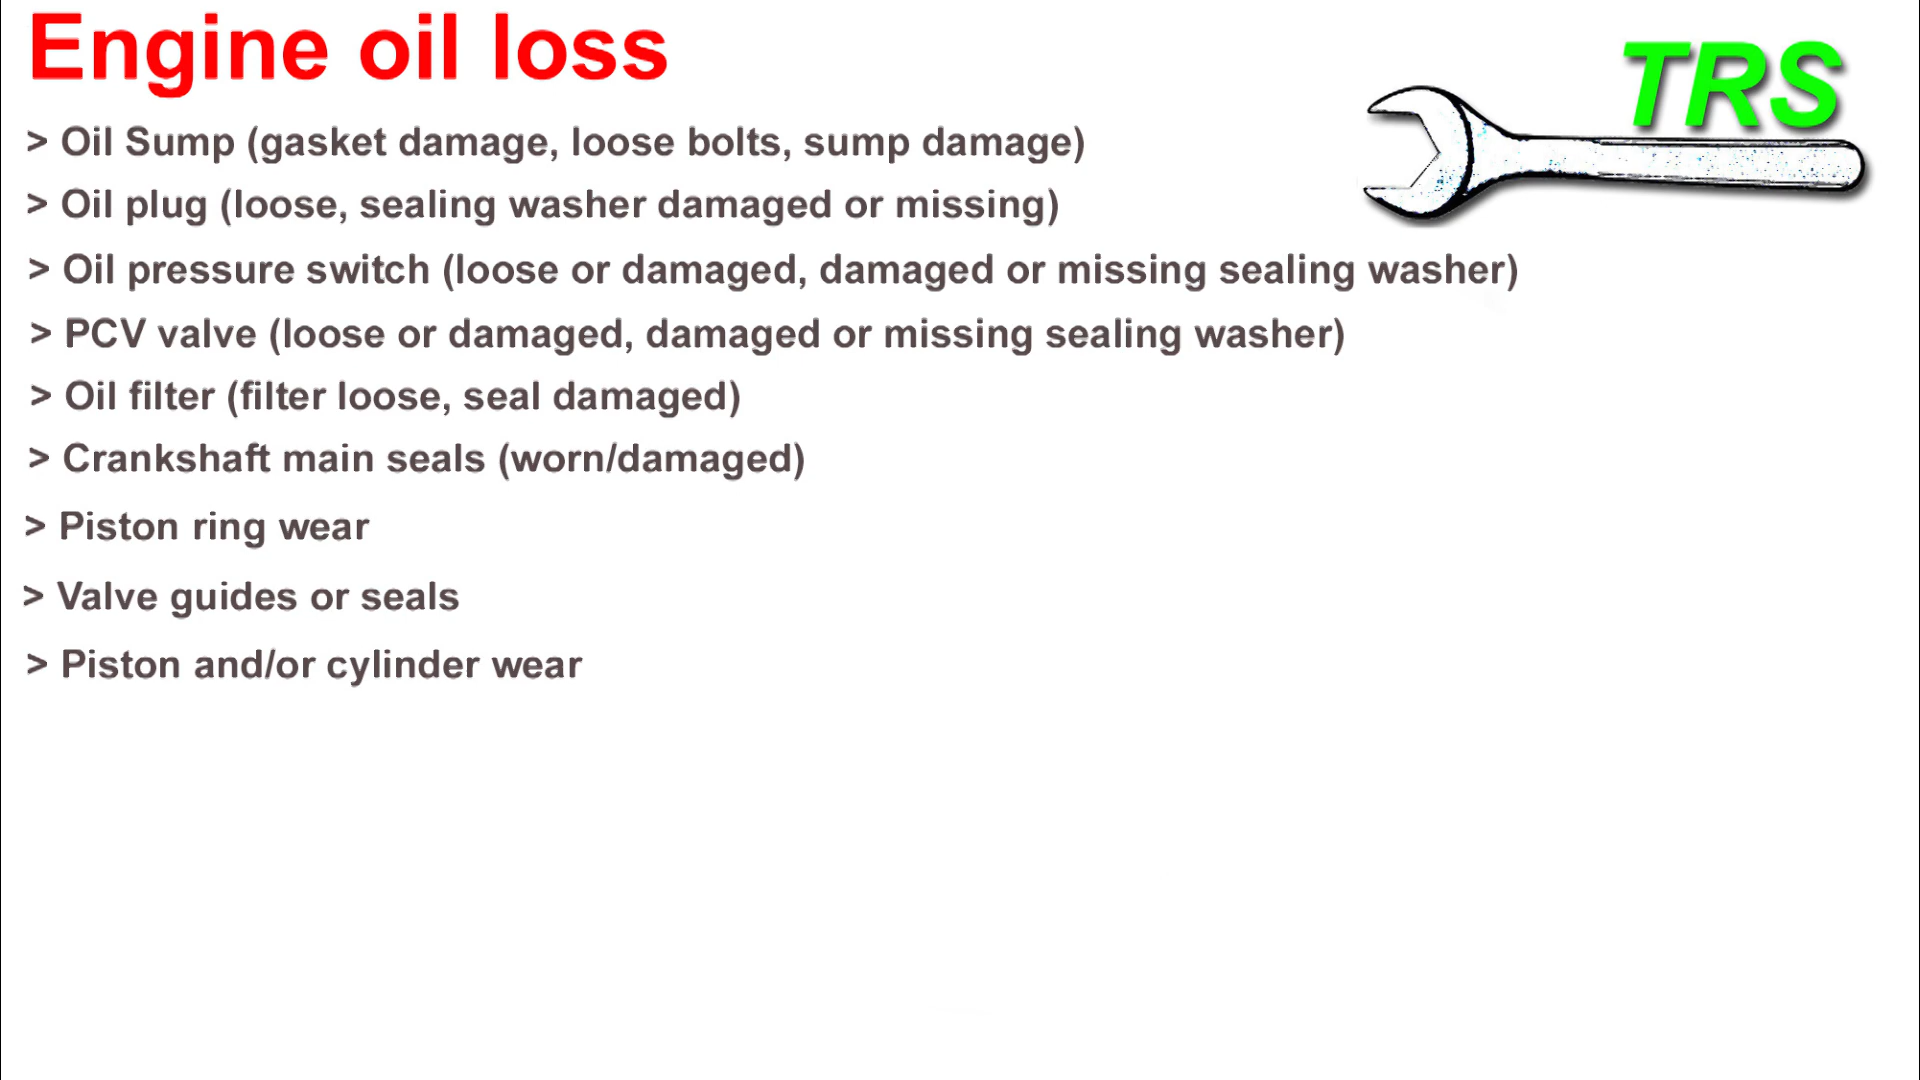 Engine oil loss
TRS
> Oil Sump (gasket damage, loose bolts, sump damage)
> Oil plug (loose, sealing washer damaged or missing)
> Oil pressure switch (loose or damaged, damaged or missing sealing washer)
> PCV valve (loose or damaged, damaged or missing sealing washer)
> Oil filter (filter loose, seal damaged)
> Crankshaft main seals (worn/damaged)
> Piston ring wear
> Valve guides or seals
> Piston and/or cylinder wear